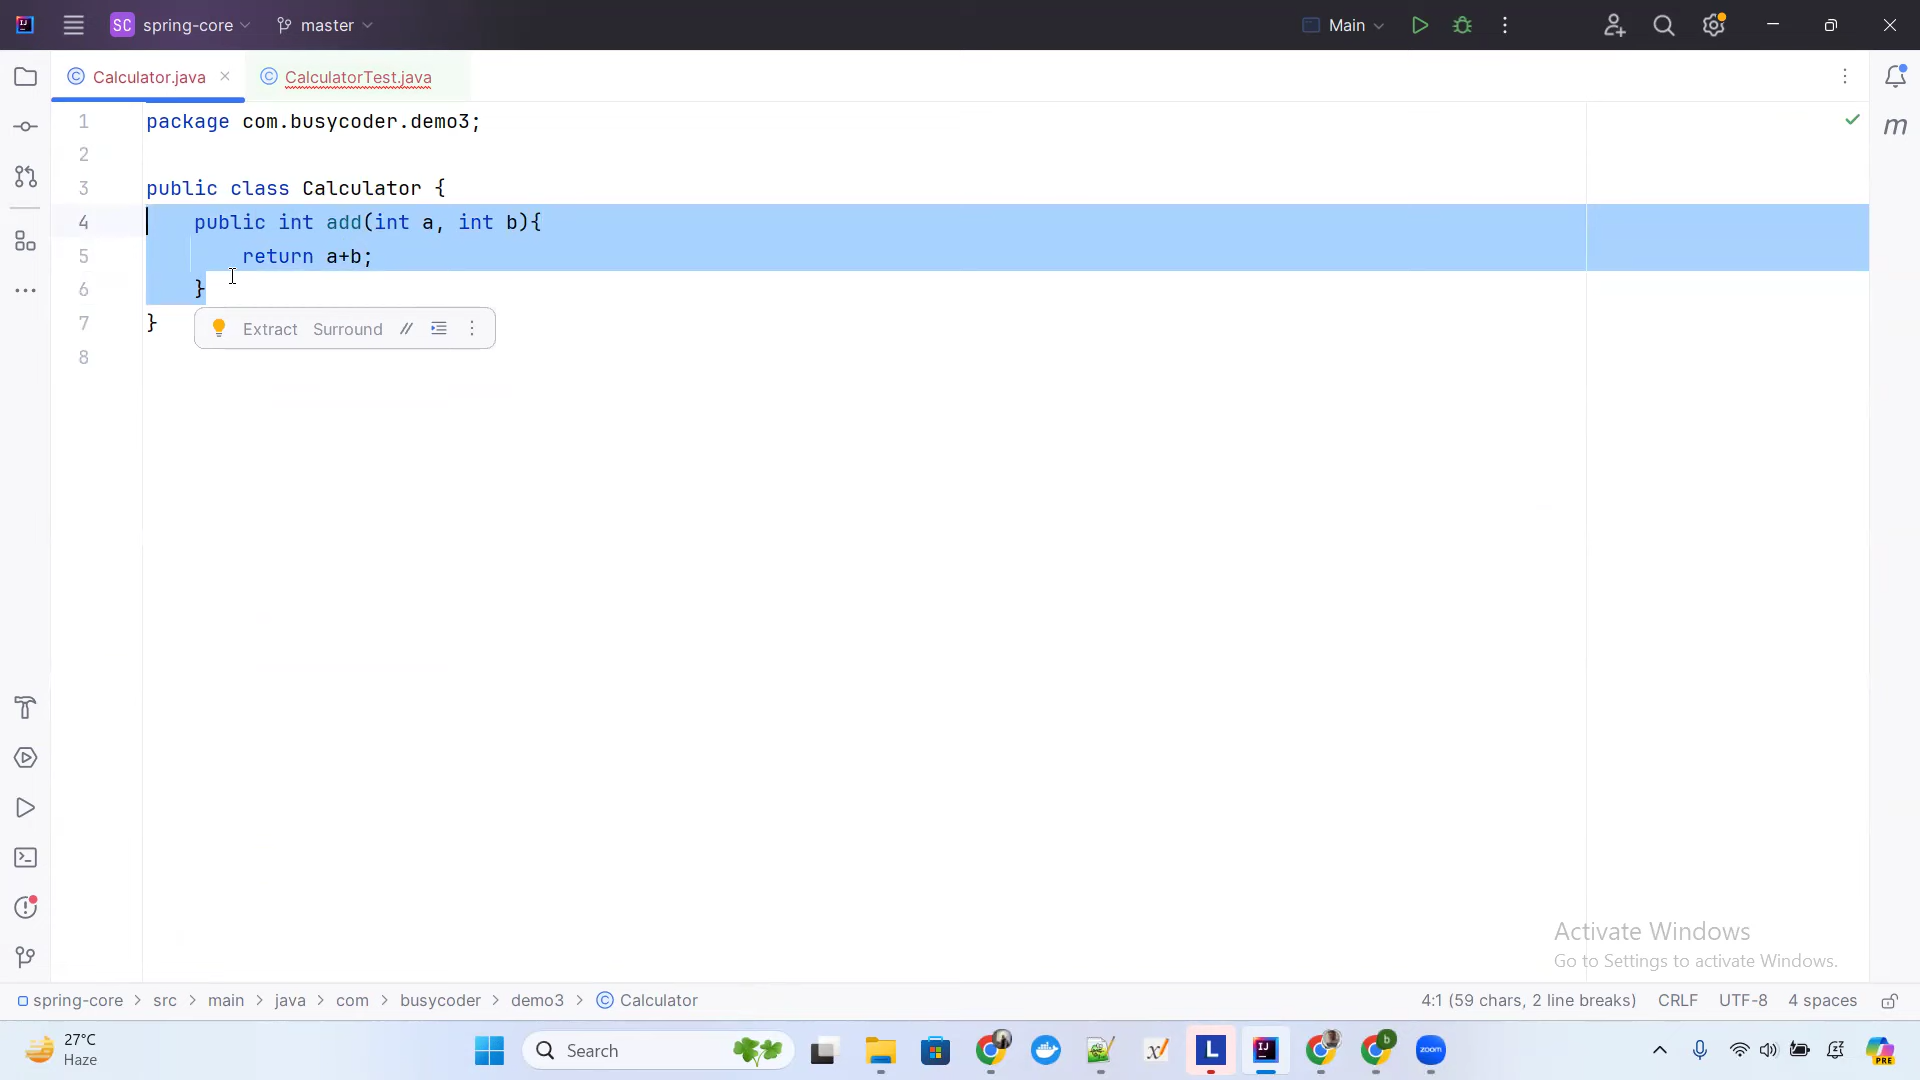 SC spring-core master Main
Calculator.java CalculatorTest.java
1 package com.busycoder.demo3;
2
3 public class Calculator {
4 public int add(int a, int b){
5 return a+b;
6 }
7 }
Extract Surround
8
m
Activate Windows
Go to Settings to activate Windows.
spring-core > src > main > java > com > busycoder > demo3 > Calculator 4:1 (59 chars, 2 line breaks) CRLF UTF-8 4 spaces
27°C
Haze
Search
L
zoom
PRE